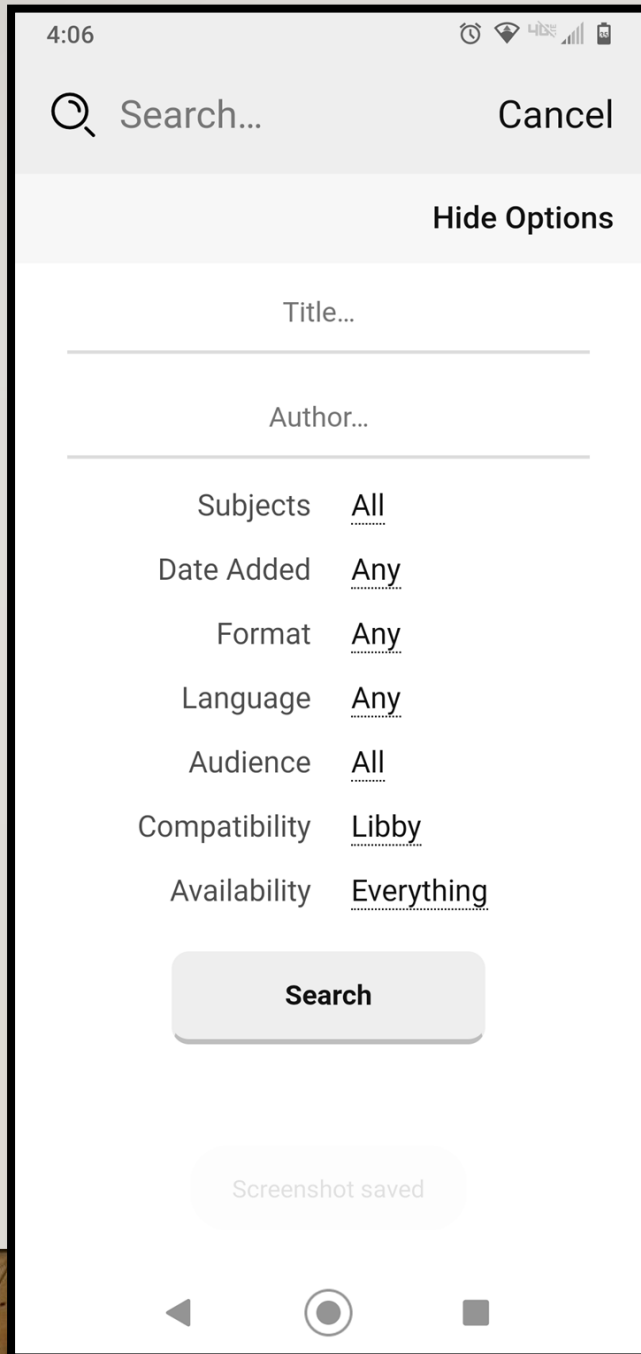 4:06
Search...
Cancel
Hide Options
Title...
Author...
Subjects All
Date Added Any
Format Any
Language Any
Audience All
Compatibility Libby
Availability Everything
Search
Screenshot saved